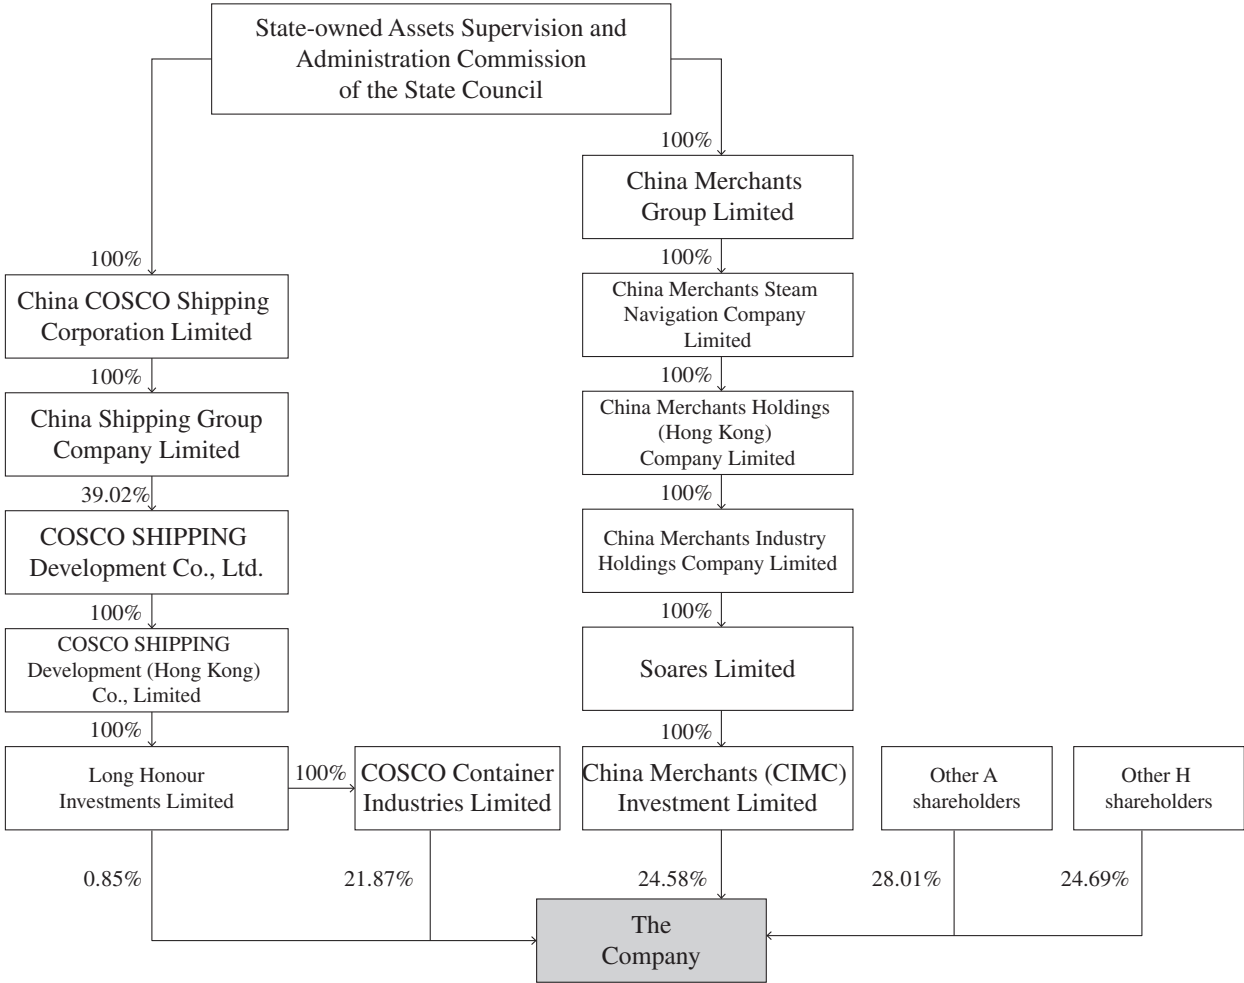 State-owned Assets Supervision and
Administration Commission
of the State Council
100%
China Merchants
Group Limited
100%
100%
China COSCO Shipping
Corporation Limited
China Merchants Steam
Navigation Company
Limited
100%
100%
China Shipping Group
Company Limited
China Merchants Holdings
(Hong Kong)
Company Limited
39.02%
100%
COSCO SHIPPING
Development Co., Ltd.
China Merchants Industry
Holdings Company Limited
100%
100%
COSCO SHIPPING
Development (Hong Kong)
Co., Limited
Soares Limited
100%
100%
Long Honour
Investments Limited
100%
COSCO Container
Industries Limited
China Merchants (CIMC)
Investment Limited
Other A
shareholders
Other H
shareholders
0.85%
21.87%
24.58%
28.01%
24.69%
The
Company